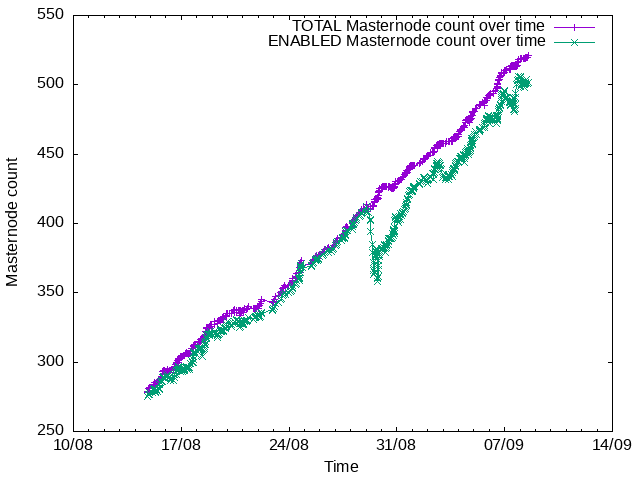 TOTAL Masternode count over time
ENABLED Masternode count over time
Masternode count
550
500
450
400
350
300
250
10/08 17/08 24/08 31/08 07/09 14/09
Time